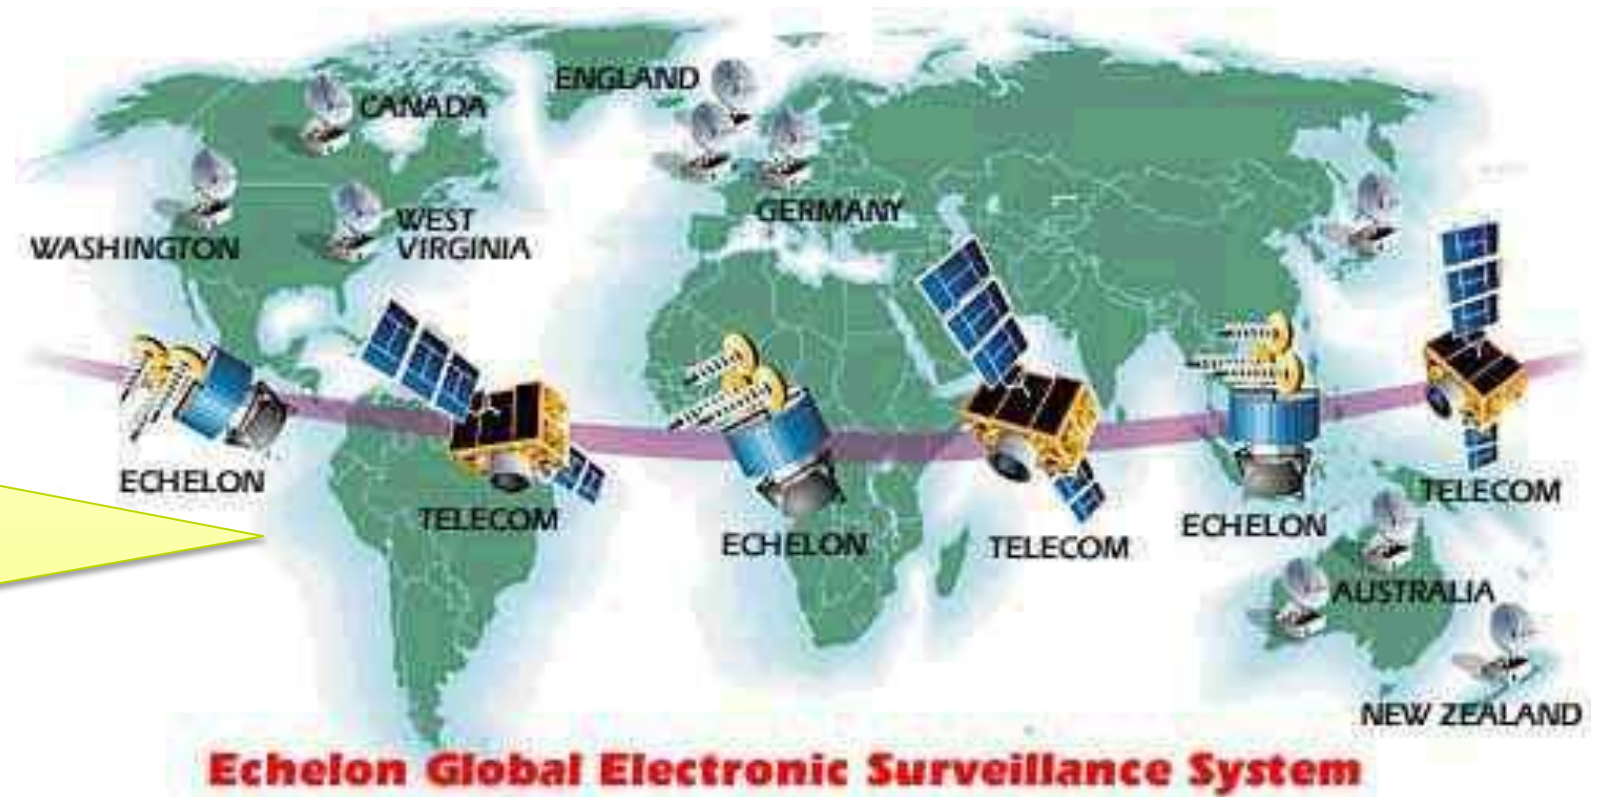 ENGLAND
CANADA
GERMANY
WEST
VIRGINIA
WASHINGTON
ECHELON
TELECOM
ECHELON
TELECOM
ECHELON
TELECOM
AUSTRALIA
NEW ZEALAND
Echelon Global Electronic Surveillance System